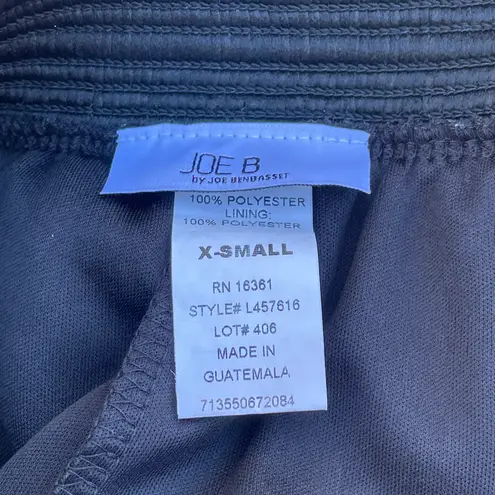 JOE B
by JOE BENBASSET
100% POLYESTER
LINING:
100% POLYESTER
X-SMALL
RN 16361
STYLE# L457616
LOT# 406
MADE IN
GUATEMALA
713550672084